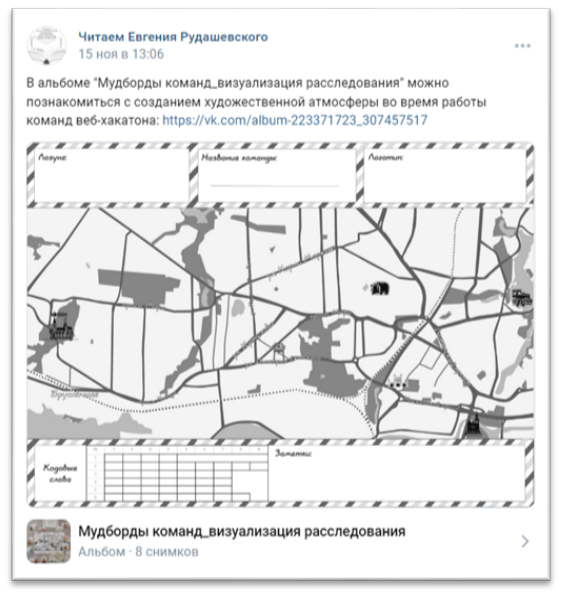 Читаем Евгения Рудашевского
15 ноя в 13:06
В альбоме "Мудборды команд_визуализация расследования" можно
познакомиться с созданием художественной атмосферы во время работы
команд веб-хакатона: https://vk.com/album-223371723_307457517
Лозунг:
Название команды:
Логотип:
Кодовые
слова
Заметки:
Мудборды команд_визуализация расследования
Альбом · 8 снимков